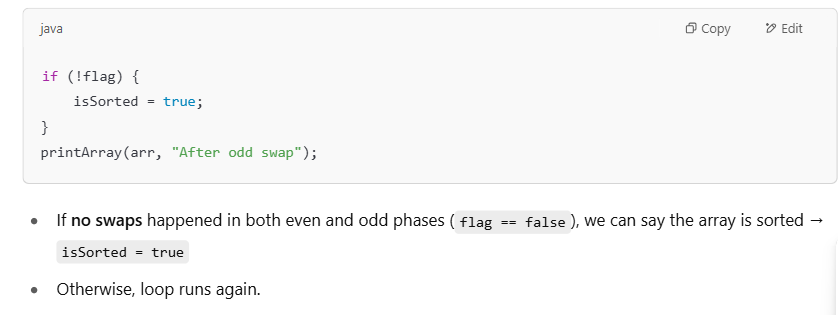 java Copy Edit
if (!flag) {
    isSorted = true;
}
printArray(arr, "After odd swap");
If no swaps happened in both even and odd phases ( flag == false ), we can say the array is sorted →
isSorted = true
Otherwise, loop runs again.